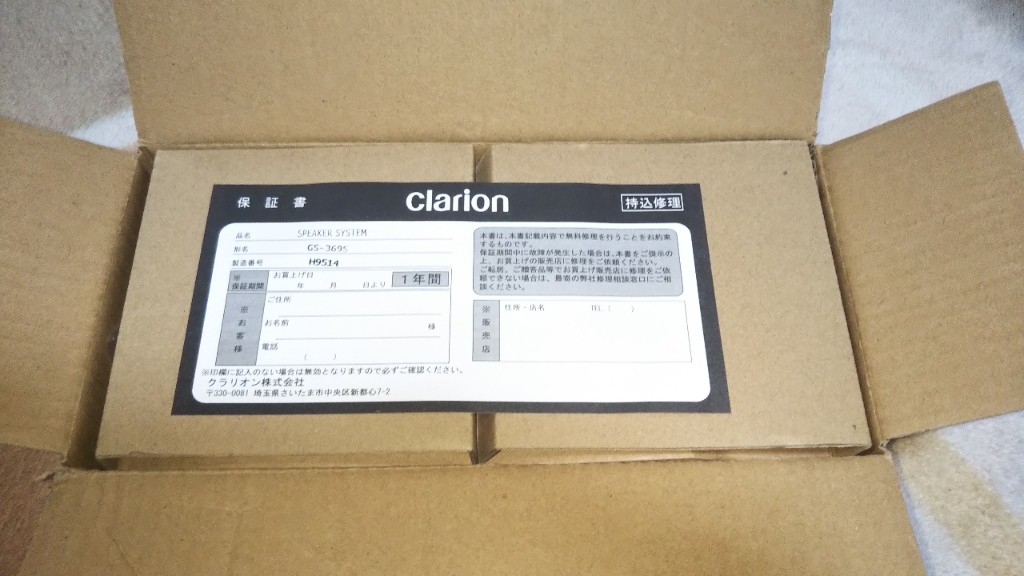 保証書
clarion
持込修理
品名 SPEAKER SYSTEM
形名 GS-369S
製造番号 H9514
※保証期間
お買上げ日
年 月 日より
1年間
※お客様
ご住所
お名前 様
電話 ( )
本書は、本書記載内容で無料修理を行うことをお約束
するものです。
保証期間中に故障が発生した場合は、本書をご提示の
上、お買上げの販売店に修理をご依頼ください。
ご転居、ご贈答品等でお買上げ販売店に修理をご依
頼できない場合は、最寄の弊社修理相談窓口にご相
談ください。
※販売店
住所・店名 TEL ( )
※印欄に記入のない場合は無効となりますので必ずご確認ください。
クラリオン株式会社
〒330-0081 埼玉県さいたま市中央区新都心7-2